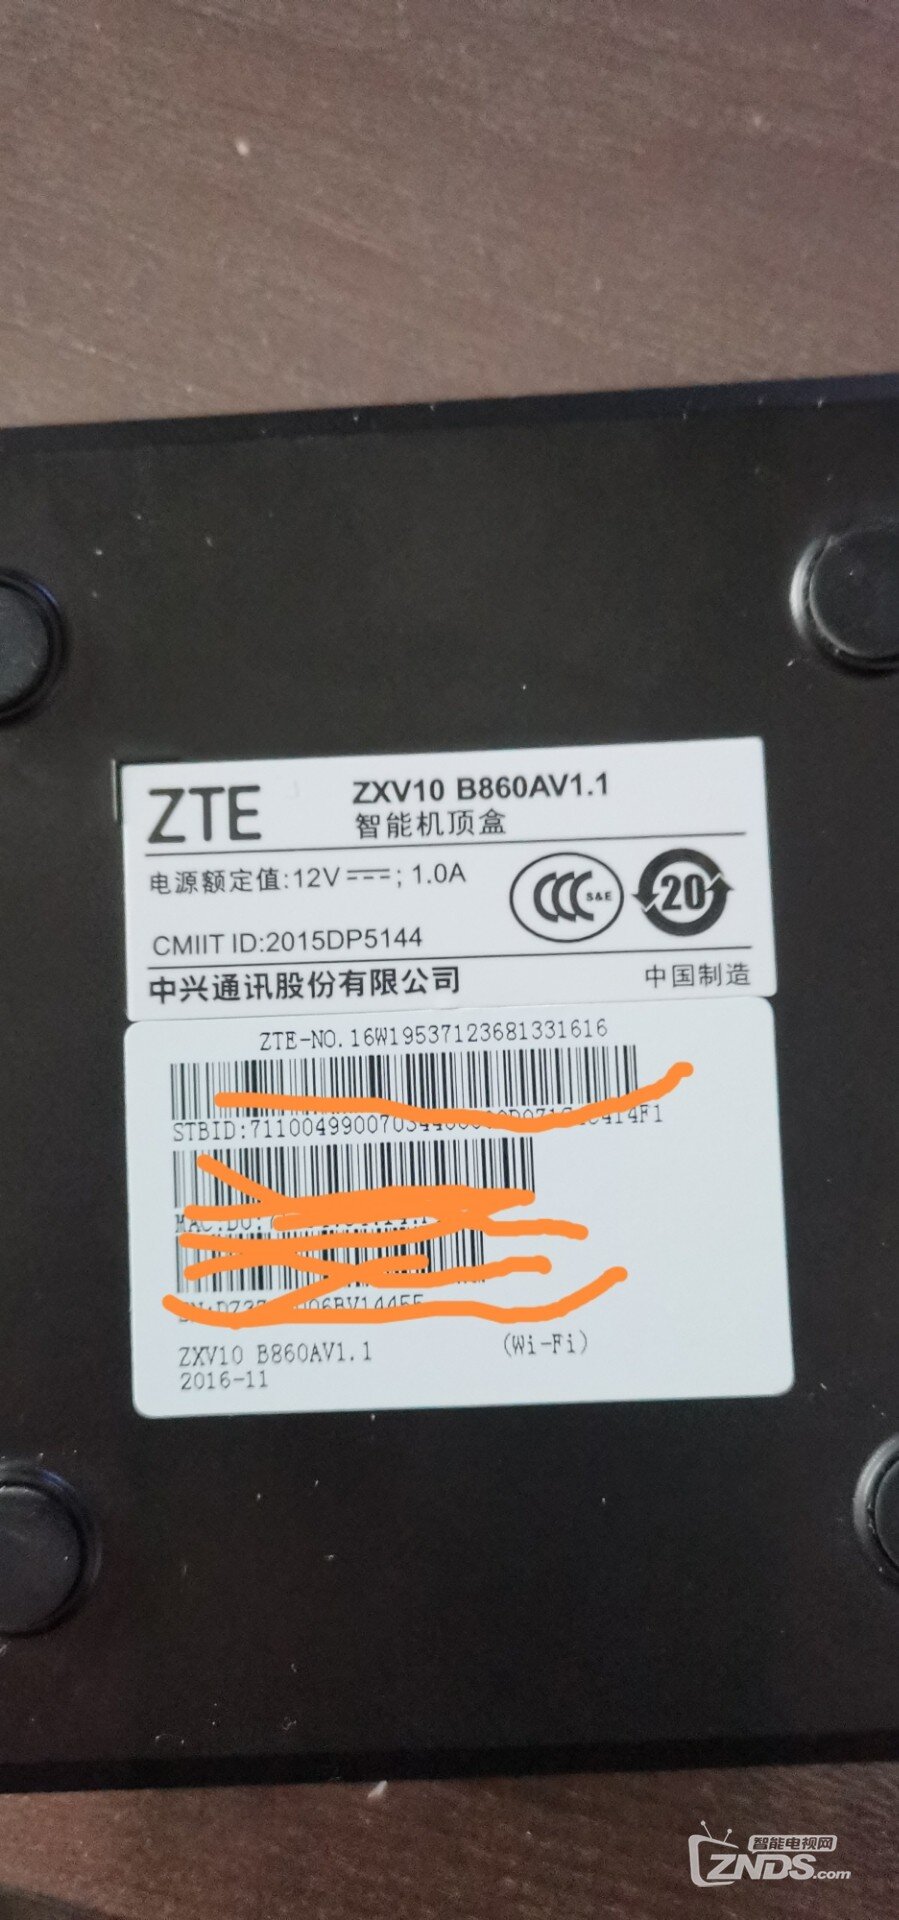 ZTE
ZXV10 B860AV1.1
智能机顶盒
电源额定值:12V ; 1.0A
CCC S&E
20
CMIIT ID:2015DP5144
中兴通讯股份有限公司
中国制造
ZTE-NO.16W19537123681331616
ZXV10 B860AV1.1
(Wi-Fi)
2016-11
智能电视网
ZNDS.com